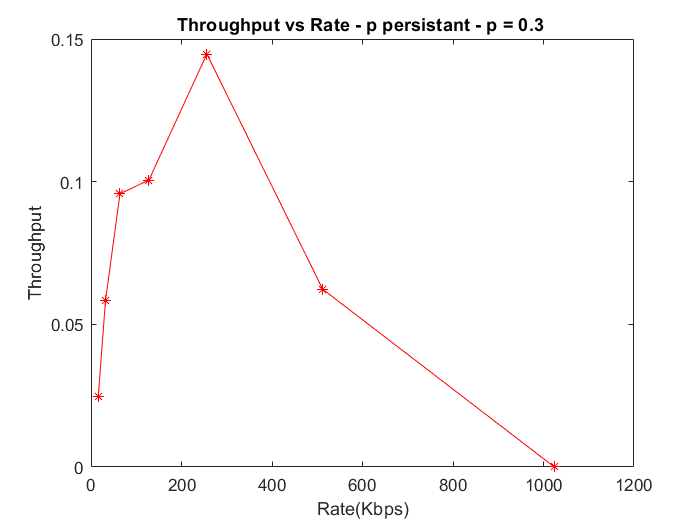 Throughput vs Rate - p persistant - p = 0.3
0.15
0.1
0.05
0
Throughput
0 200 400 600 800 1000 1200
Rate(Kbps)